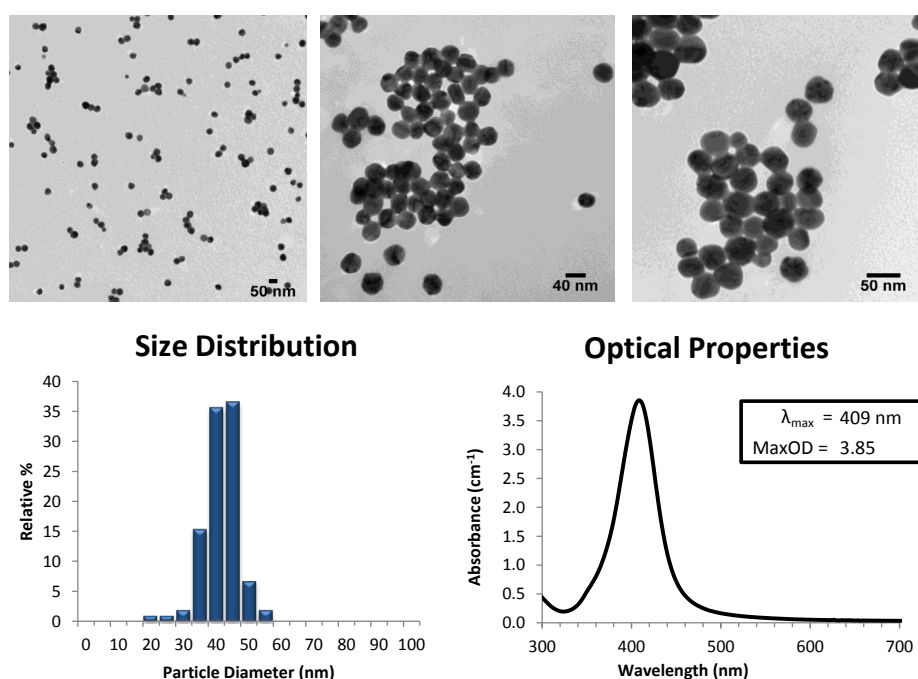 50 nm
40 nm
50 nm
Size Distribution
Relative %
40
35
30
25
20
15
10
5
0
0 10 20 30 40 50 60 70 80 90 100
Particle Diameter (nm)
Optical Properties
Absorbance (cm⁻¹)
4.0
3.5
3.0
2.5
2.0
1.5
1.0
0.5
0.0
λmax = 409 nm
MaxOD = 3.85
300 400 500 600 700
Wavelength (nm)